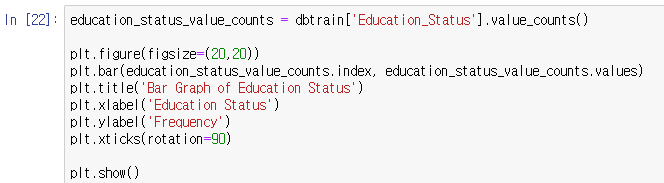 In [22]: education_status_value_counts = dbtrain['Education_Status'].value_counts()
plt.figure(figsize=(20,20))
plt.bar(education_status_value_counts.index, education_status_value_counts.values)
plt.title('Bar Graph of Education Status')
plt.xlabel('Education Status')
plt.ylabel('Frequency')
plt.xticks(rotation=90)
plt.show()